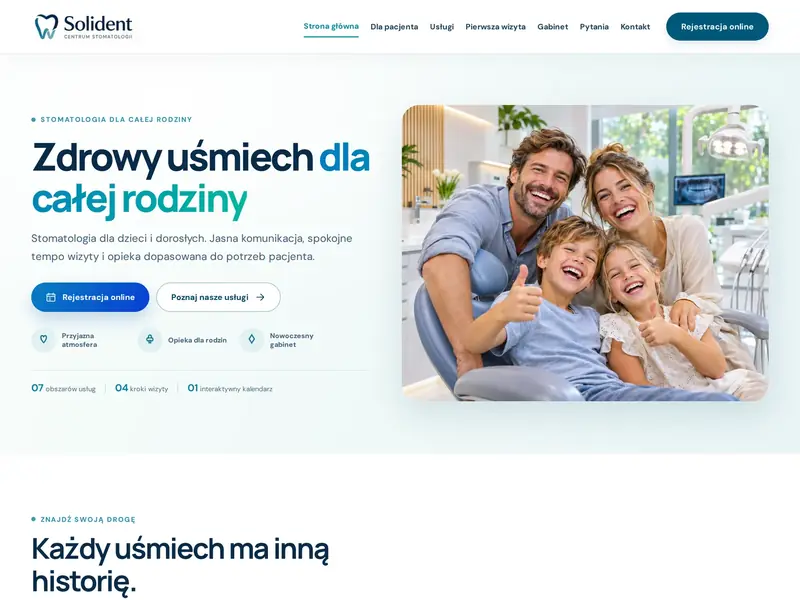 Solident
CENTRUM STOMATOLOGII
Strona główna
Dla pacjenta
Usługi
Pierwsza wizyta
Gabinet
Pytania
Kontakt
Rejestracja online
STOMATOLOGIA DLA CAŁEJ RODZINY
Zdrowy uśmiech dla
całej rodziny
Stomatologia dla dzieci i dorosłych. Jasna komunikacja, spokojne
tempo wizyty i opieka dopasowana do potrzeb pacjenta.
Rejestracja online
Poznaj nasze usługi
Przyjazna
atmosfera
Opieka dla rodzin
Nowoczesny
gabinet
07 obszarów usług
04 kroki wizyty
01 interaktywny kalendarz
ZNAJDŹ SWOJĄ DROGĘ
Każdy uśmiech ma inną
historię.